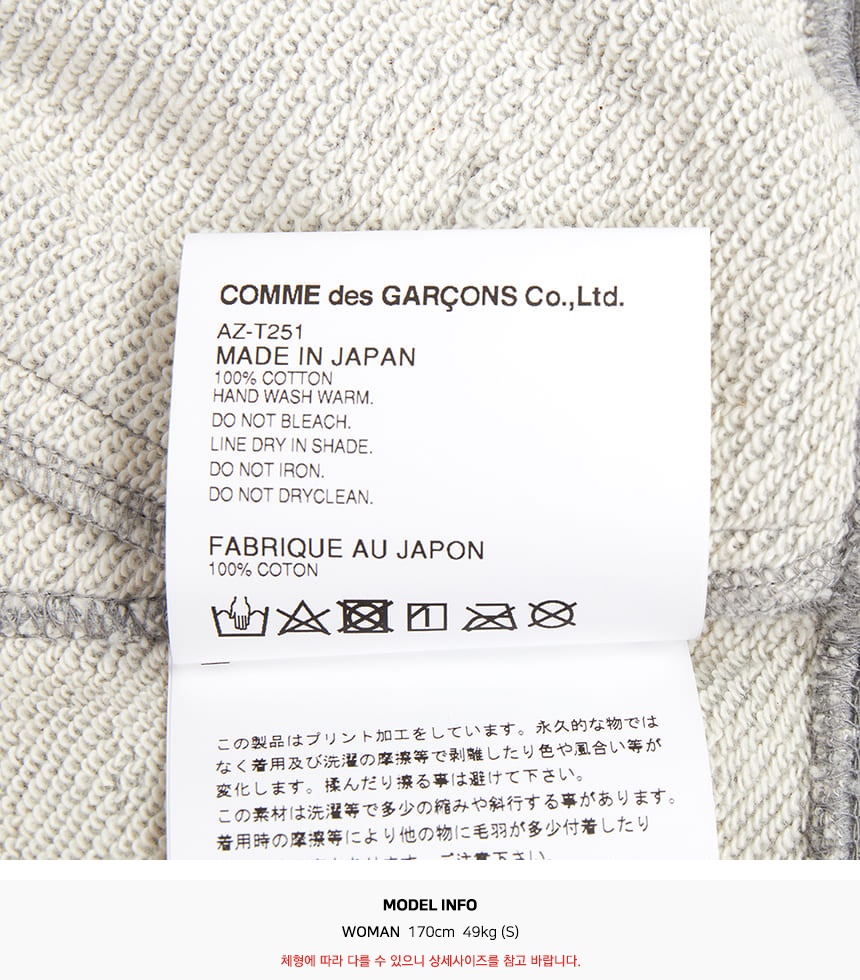 COMME des GARÇONS Co.,Ltd.
AZ-T251
MADE IN JAPAN
100% COTTON
HAND WASH WARM.
DO NOT BLEACH.
LINE DRY IN SHADE.
DO NOT IRON.
DO NOT DRYCLEAN.
FABRIQUE AU JAPON
100% COTON
この製品はプリント加工をしています。永久的な物では
なく着用及び洗濯の摩擦等で剥離したり色や風合い等が
変化します。揉んだり擦る事は避けて下さい。
この素材は洗濯等で多少の縮みや斜行する事があります。
着用時の摩擦等により他の物に毛羽が多少付着したり
ご注意下さい。
MODEL INFO
WOMAN 170cm 49kg (S)
체형에 따라 다를 수 있으니 상세사이즈를 참고 바랍니다.